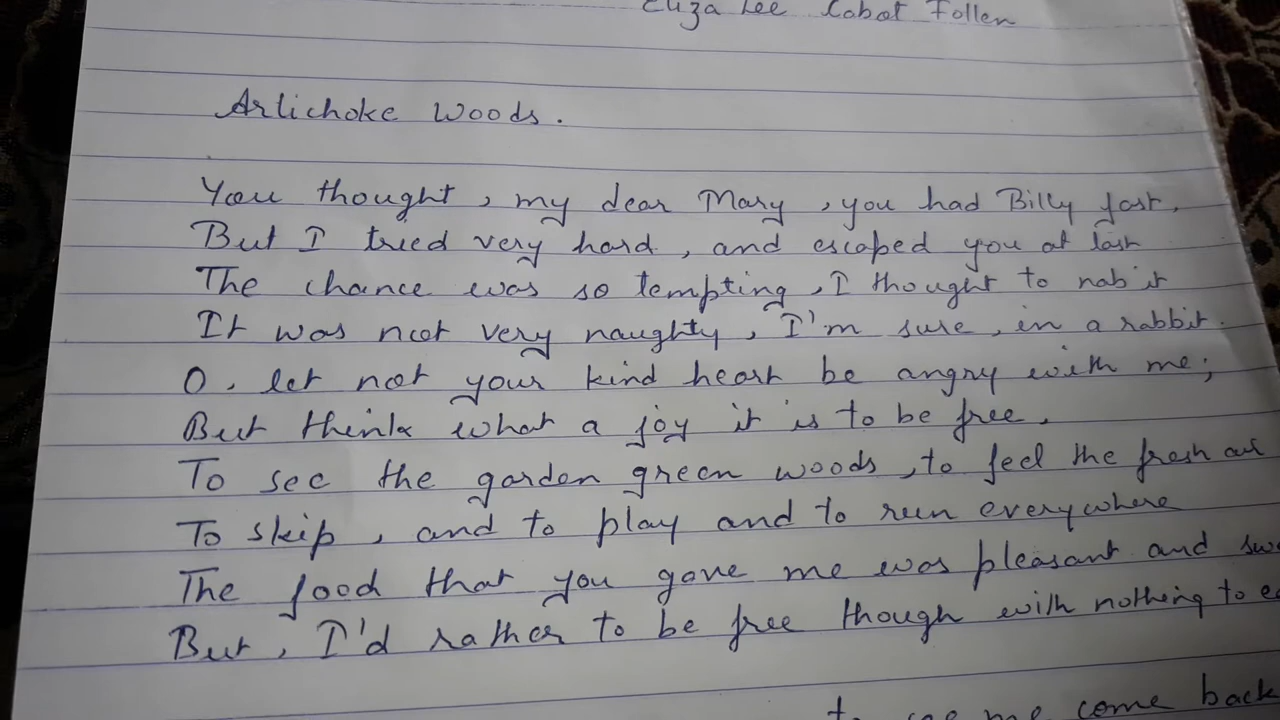 Eliza Lee Cabot Follen
Artichoke Woods.
You thought, my dear Mary, you had Billy fast,
But I tried very hard, and escaped you at last
The chance was so tempting, I thought to nab it
It was not very naughty, I'm sure, in a rabbit.
O, let not your kind heart be angry with me;
But think what a joy it is to be free.
To see the garden green woods, to feel the fresh air
To skip, and to play and to run everywhere
The food that you gave me was pleasant and
But, I'd rather to be free though with nothing to
me come back